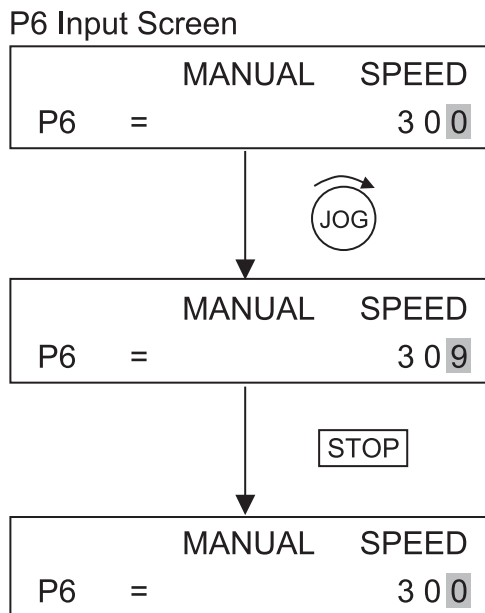 P6 Input Screen
MANUAL SPEED
P6 = 300
JOG
MANUAL SPEED
P6 = 309
STOP
MANUAL SPEED
P6 = 300